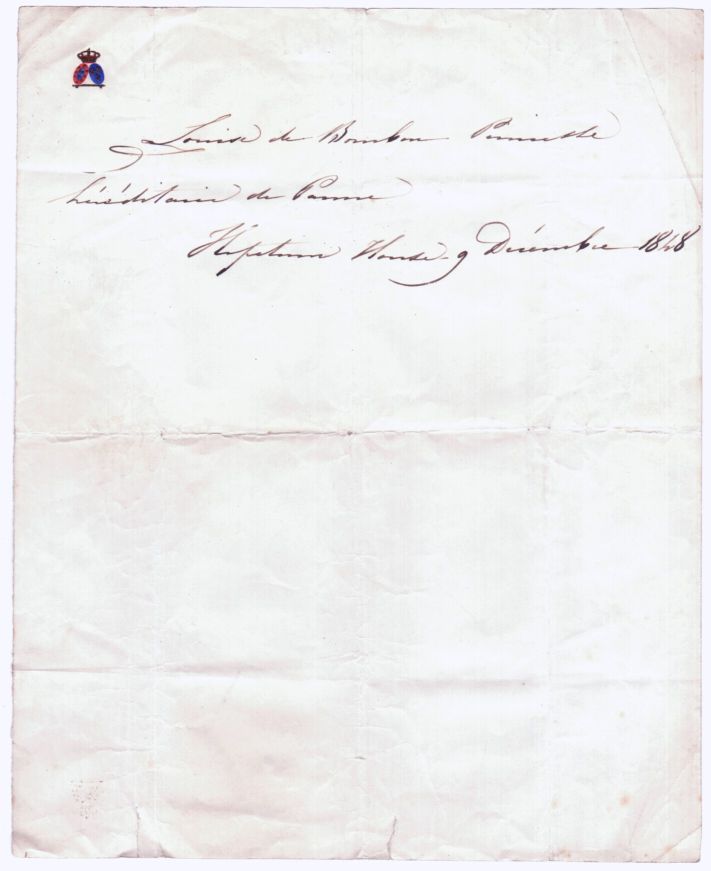 Louise de Bourbon Princesse
héréditaire de Parme
Hopetoun House 9 Décembre 1848